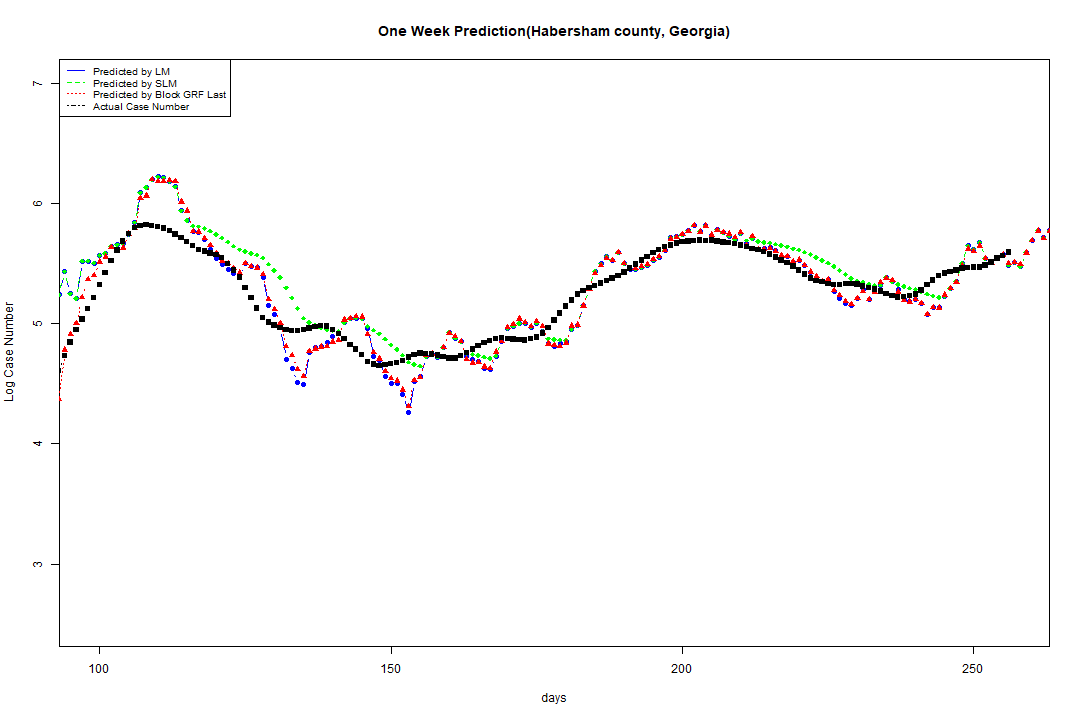 One Week Prediction(Habersham county, Georgia)
Predicted by LM
Predicted by SLM
Predicted by Block GRF Last
Actual Case Number
7
6
5
4
3
Log Case Number
100 150 200 250
days